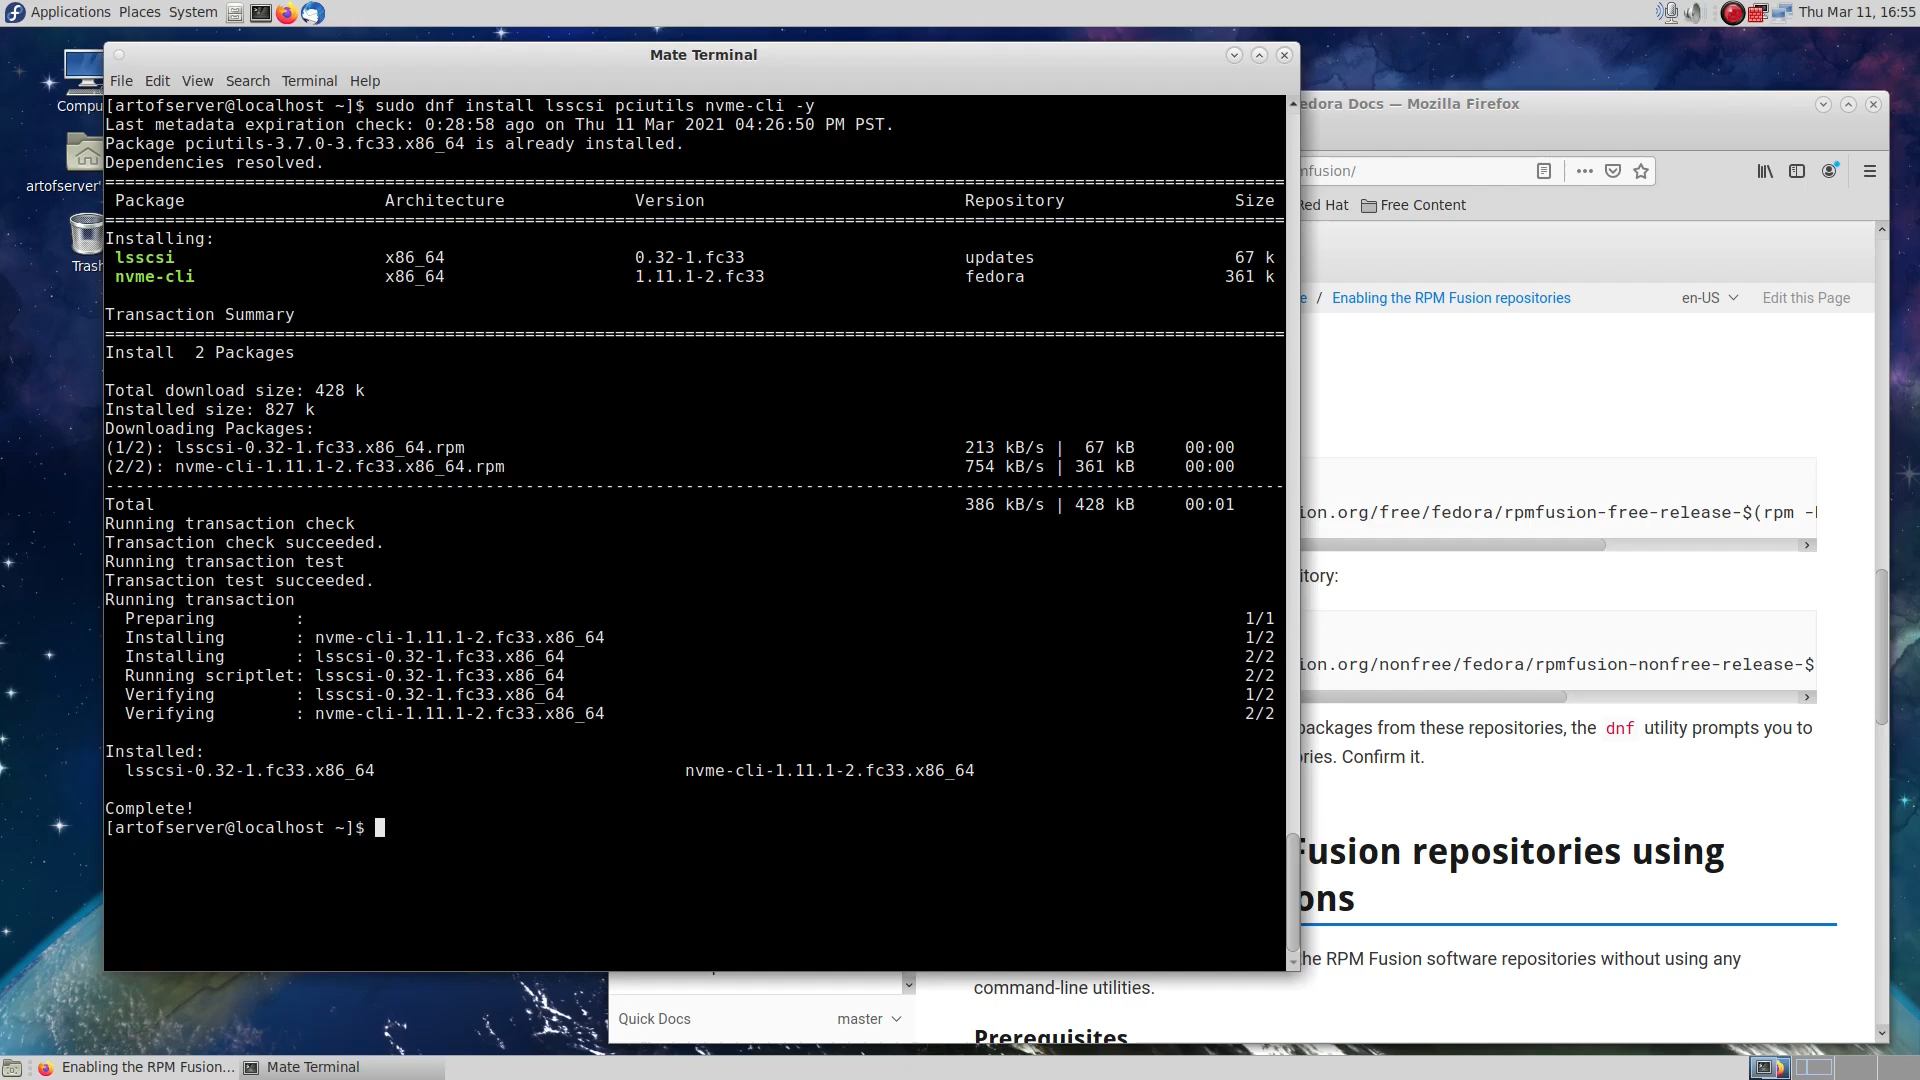 Applications Places System
Thu Mar 11, 16:55
Mate Terminal
File Edit View Search Terminal Help
[artofserver@localhost ~]$ sudo dnf install lsscsi pciutils nvme-cli -y
Last metadata expiration check: 0:28:58 ago on Thu 11 Mar 2021 04:26:50 PM PST.
Package pciutils-3.7.0-3.fc33.x86_64 is already installed.
Dependencies resolved.
================================================================================
Package Architecture Version Repository Size
================================================================================
Installing:
lsscsi x86_64 0.32-1.fc33 updates 67 k
nvme-cli x86_64 1.11.1-2.fc33 fedora 361 k
Transaction Summary
================================================================================
Install  2 Packages
Total download size: 428 k
Installed size: 827 k
Downloading Packages:
(1/2): lsscsi-0.32-1.fc33.x86_64.rpm 213 kB/s |  67 kB 00:00
(2/2): nvme-cli-1.11.1-2.fc33.x86_64.rpm 754 kB/s | 361 kB 00:00
--------------------------------------------------------------------------------
Total 386 kB/s | 428 kB 00:01
Running transaction check
Transaction check succeeded.
Running transaction test
Transaction test succeeded.
Running transaction
Preparing : 1/1
Installing : nvme-cli-1.11.1-2.fc33.x86_64 1/2
Installing : lsscsi-0.32-1.fc33.x86_64 2/2
Running scriptlet: lsscsi-0.32-1.fc33.x86_64 2/2
Verifying : lsscsi-0.32-1.fc33.x86_64 1/2
Verifying : nvme-cli-1.11.1-2.fc33.x86_64 2/2
Installed:
lsscsi-0.32-1.fc33.x86_64 nvme-cli-1.11.1-2.fc33.x86_64
Complete!
[artofserver@localhost ~]$
Compu
artofserver'
Trash
edora Docs — Mozilla Firefox
mfusion/
Red Hat Free Content
e / Enabling the RPM Fusion repositories en-US Edit this Page
ion.org/free/fedora/rpmfusion-free-release-$(rpm -
itory:
ion.org/nonfree/fedora/rpmfusion-nonfree-release-$
packages from these repositories, the dnf utility prompts you to
ries. Confirm it.
Fusion repositories using
ons
he RPM Fusion software repositories without using any
command-line utilities.
Prerequisites
Quick Docs master
Enabling the RPM Fusion... Mate Terminal